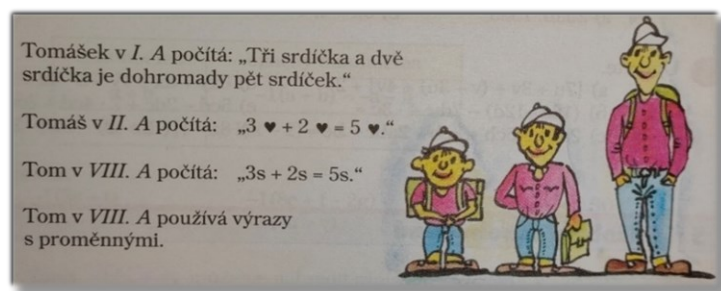 Tomášek v I. A počítá: „Tři srdíčka a dvě
srdíčka je dohromady pět srdíček.“
Tomáš v II. A počítá: „3 ♥ + 2 ♥ = 5 ♥.“
Tom v VIII. A počítá: „3s + 2s = 5s.“
Tom v VIII. A používá výrazy
s proměnnými.